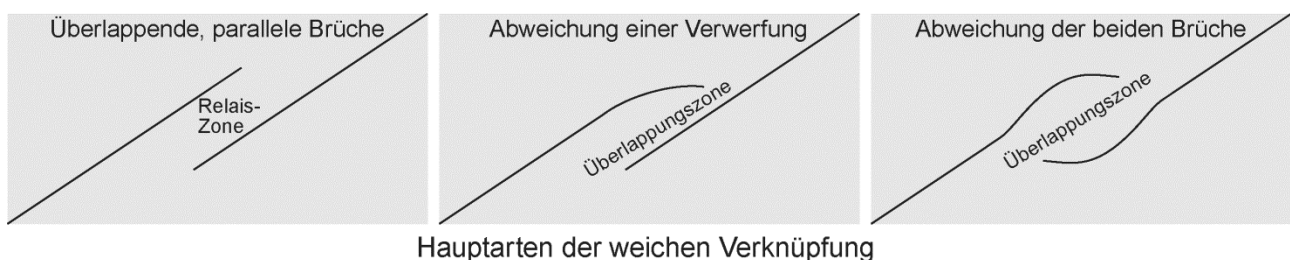 Überlappende, parallele Brüche
Relais-
Zone
Abweichung einer Verwerfung
Überlappungszone
Abweichung der beiden Brüche
Überlappungszone
Hauptarten der weichen Verknüpfung